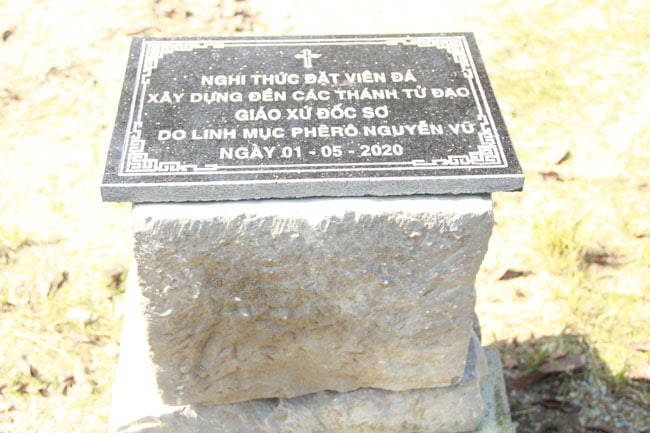 NGHI THỨC ĐẶT VIÊN ĐÁ
XÂY DỰNG ĐỀN CÁC THÁNH TỬ ĐẠO
GIÁO XỨ ĐỐC SƠ
DO LINH MỤC PHÊRÔ NGUYỄN VŨ
NGÀY 01 - 05 - 2020